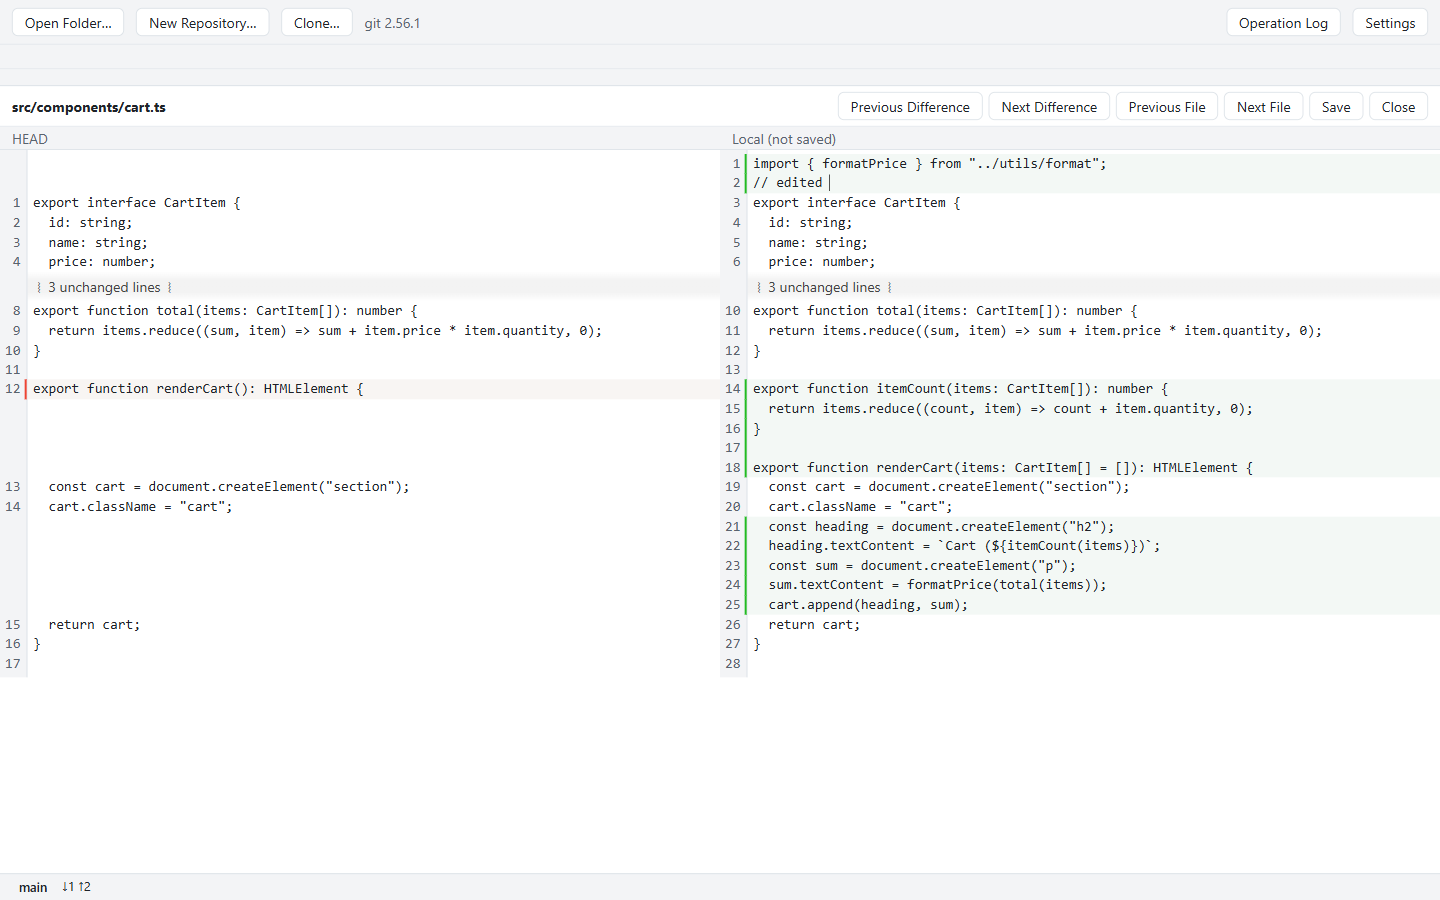 Open Folder... New Repository... Clone... git 2.56.1 Operation Log Settings
src/components/cart.ts Previous Difference Next Difference Previous File Next File Save Close
HEAD
1 export interface CartItem {
2 id: string;
3 name: string;
4 price: number;
3 unchanged lines
8 export function total(items: CartItem[]): number {
9 return items.reduce((sum, item) => sum + item.price * item.quantity, 0);
10 }
11
12 export function renderCart(): HTMLElement {
13 const cart = document.createElement("section");
14 cart.className = "cart";
15 return cart;
16 }
17
Local (not saved)
1 import { formatPrice } from "../utils/format";
2 // edited
3 export interface CartItem {
4 id: string;
5 name: string;
6 price: number;
3 unchanged lines
10 export function total(items: CartItem[]): number {
11 return items.reduce((sum, item) => sum + item.price * item.quantity, 0);
12 }
13
14 export function itemCount(items: CartItem[]): number {
15 return items.reduce((count, item) => count + item.quantity, 0);
16 }
17
18 export function renderCart(items: CartItem[] = []): HTMLElement {
19 const cart = document.createElement("section");
20 cart.className = "cart";
21 const heading = document.createElement("h2");
22 heading.textContent = `Cart (${itemCount(items)})`;
23 const sum = document.createElement("p");
24 sum.textContent = formatPrice(total(items));
25 cart.append(heading, sum);
26 return cart;
27 }
28
main ↓1 ↑2